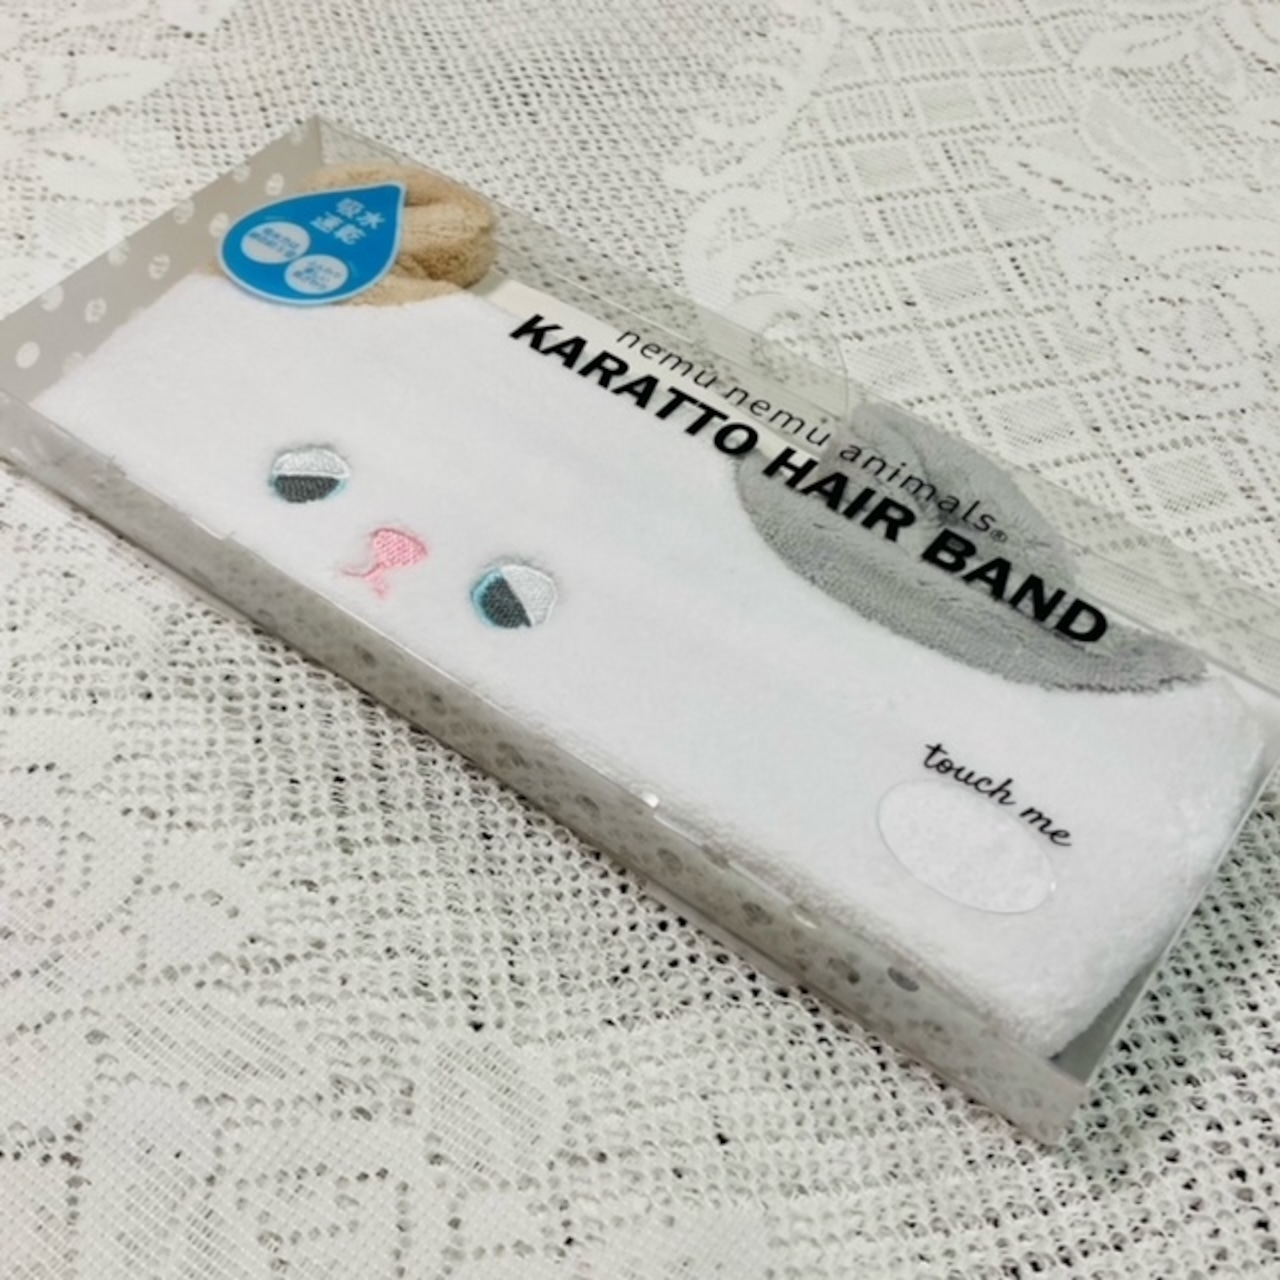 吸水
速乾
nemu nemu animals®
KARATTO HAIR BAND
touch me